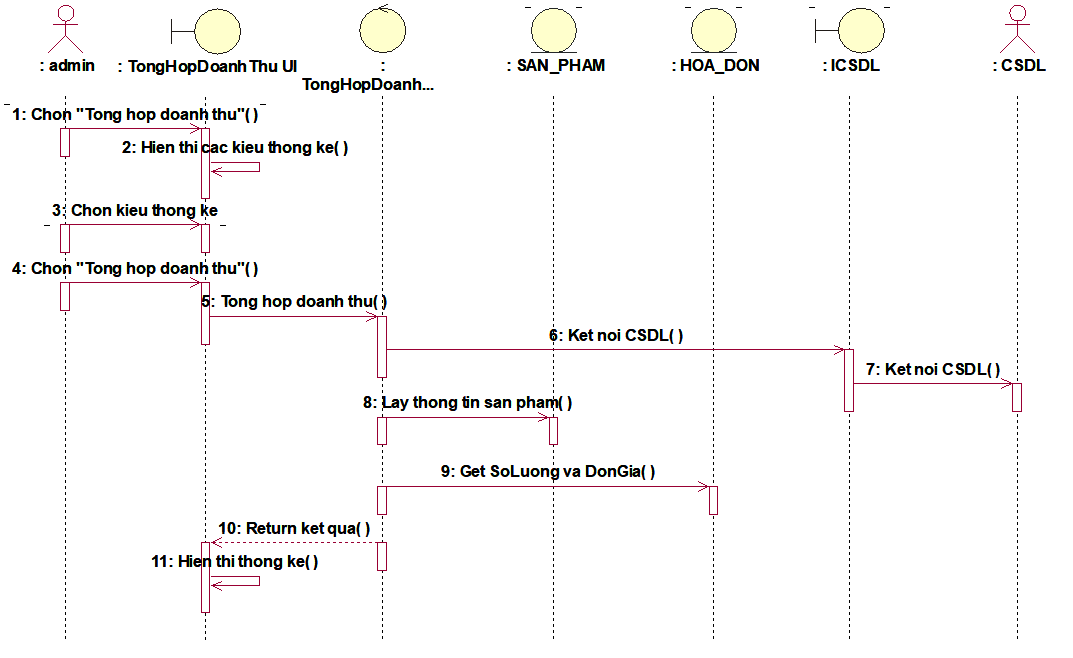 : admin
: TongHopDoanhThu UI
:
TongHopDoanh...
: SAN_PHAM
: HOA_DON
: ICSDL
: CSDL
1: Chon "Tong hop doanh thu"( )
2: Hien thi cac kieu thong ke( )
3: Chon kieu thong ke
4: Chon "Tong hop doanh thu"( )
5: Tong hop doanh thu( )
6: Ket noi CSDL( )
7: Ket noi CSDL( )
8: Lay thong tin san pham( )
9: Get SoLuong va DonGia( )
10: Return ket qua( )
11: Hien thi thong ke( )